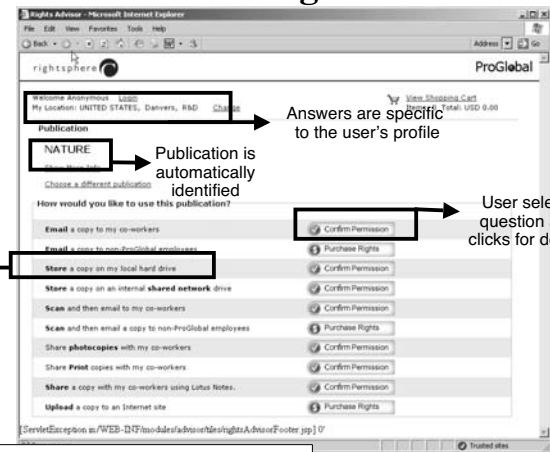 Rights Advisor - Microsoft Internet Explorer
File Edit View Favorites Tools Help
Back Address Go
rightsphere ProGlobal
Welcome Anonymous Login
My Location: UNITED STATES, Danvers, R&D Change
View Shopping Cart
Items: 0 Total: USD 0.00
Answers are specific
to the user's profile
Publication
NATURE
Show More Info
Choose a different publication
Publication is
automatically
identified
How would you like to use this publication?
User sele
question
clicks for de
Email a copy to my co-workers Confirm Permission
Email a copy to non-ProGlobal employees Purchase Rights
Store a copy on my local hard drive Confirm Permission
Store a copy on an internal shared network drive Confirm Permission
Scan and then email to my co-workers Confirm Permission
Scan and then email a copy to non-ProGlobal employees Purchase Rights
Share photocopies with my co-workers Confirm Permission
Share Print copies with my co-workers Confirm Permission
Share a copy with my co-workers using Lotus Notes. Confirm Permission
Upload a copy to an Internet site Purchase Rights
[ServletException in:/WEB-INF/modules/advisor/tiles/rightsAdvisorFooter.jsp] 0'
Trusted sites